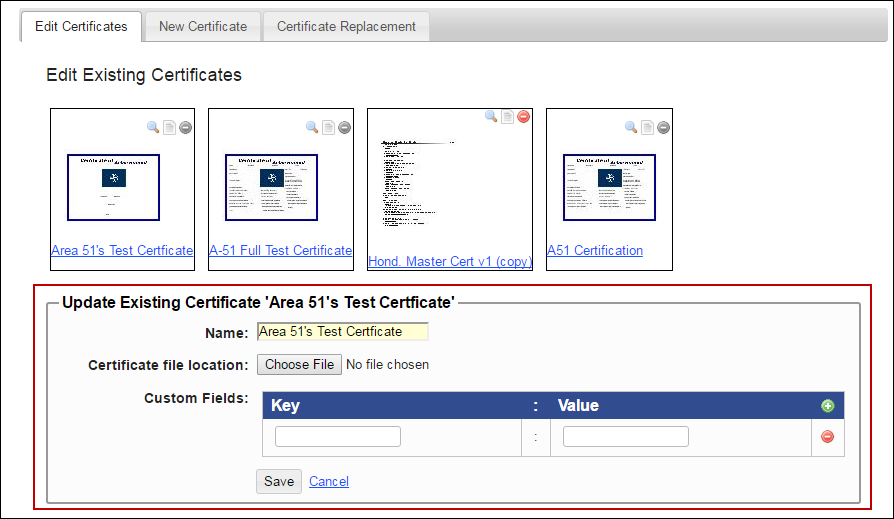 Edit Certificates New Certificate Certificate Replacement
Edit Existing Certificates
Area 51's Test Certficate A-51 Full Test Certificate Hond. Master Cert v1 (copy) A51 Certification
Update Existing Certificate 'Area 51's Test Certficate'
Name: Area 51's Test Certficate
Certificate file location: Choose File No file chosen
Custom Fields: Key : Value
:
Save Cancel